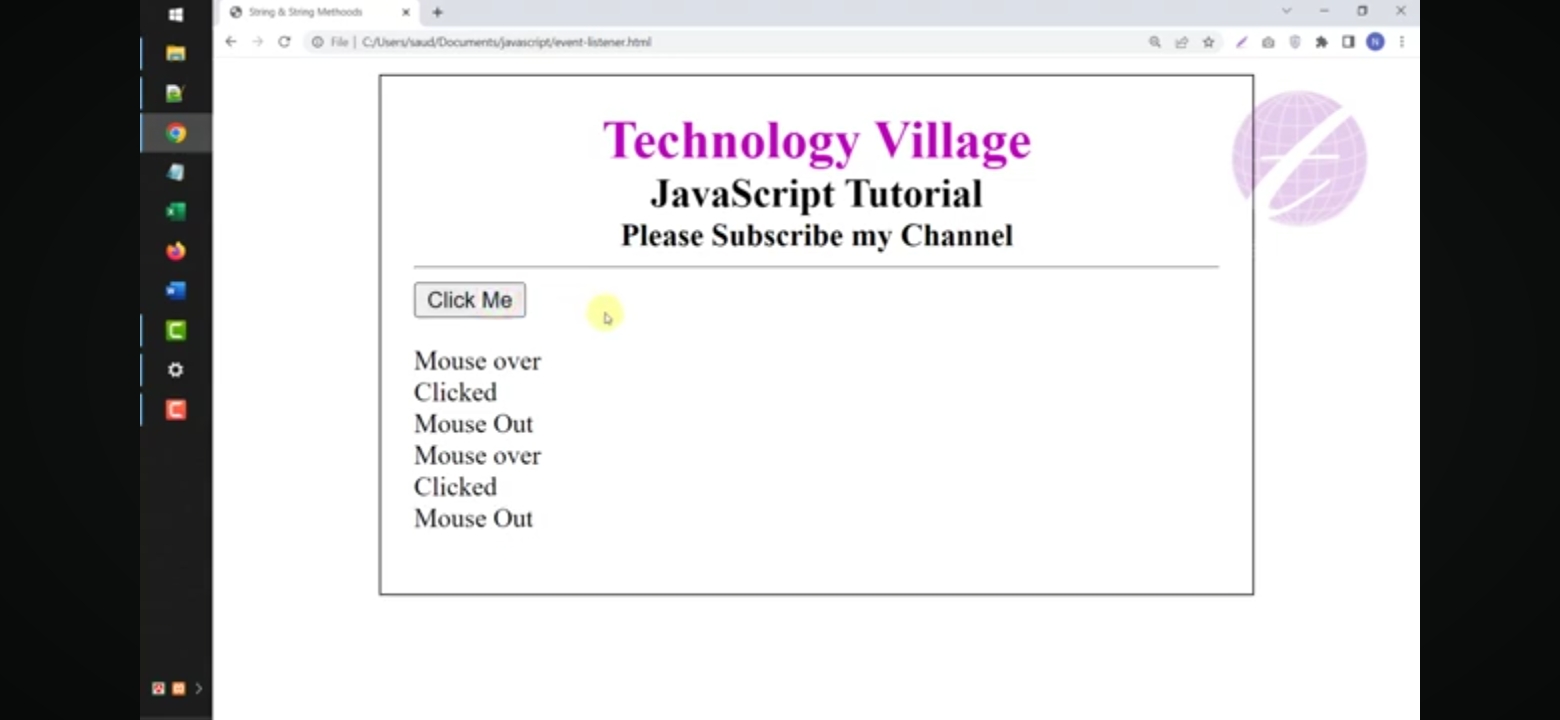 String & String Methoods
File | C:/Users/saud/Documents/javascript/event-listener.html
N
Technology Village
JavaScript Tutorial
Please Subscribe my Channel
Click Me
Mouse over
Clicked
Mouse Out
Mouse over
Clicked
Mouse Out